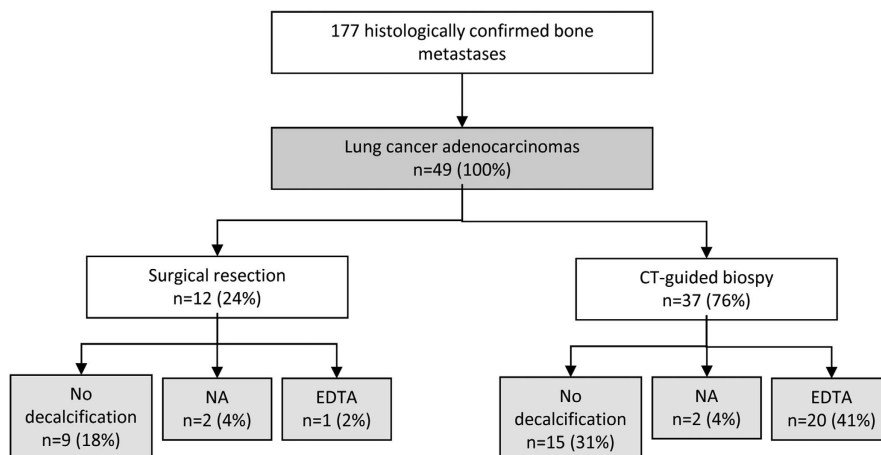 177 histologically confirmed bone
metastases
Lung cancer adenocarcinomas
n=49 (100%)
Surgical resection
n=12 (24%)
CT-guided biospy
n=37 (76%)
No
decalcification
n=9 (18%)
NA
n=2 (4%)
EDTA
n=1 (2%)
No
decalcification
n=15 (31%)
NA
n=2 (4%)
EDTA
n=20 (41%)